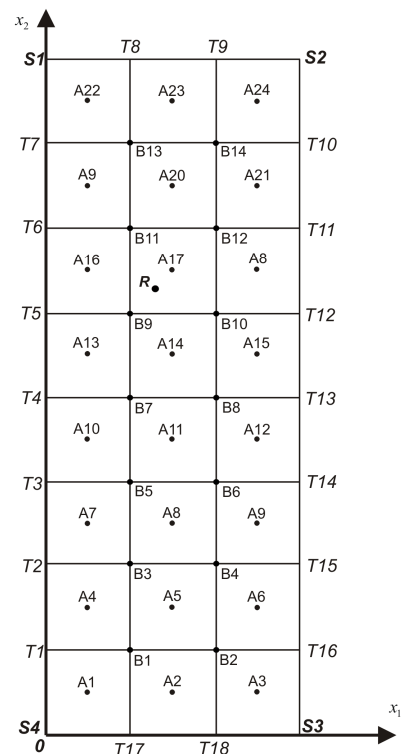 x2
T8 T9
S1 S2
A22 A23 A24
T7 B13 B14 T10
A9 A20 A21
T6 B11 B12 T11
A16 A17 A8
R
T5 B9 B10 T12
A13 A14 A15
T4 B7 B8 T13
A10 A11 A12
T3 B5 B6 T14
A7 A8 A9
T2 B3 B4 T15
A4 A5 A6
T1 B1 B2 T16
A1 A2 A3
x1
S4 S3
0 T17 T18